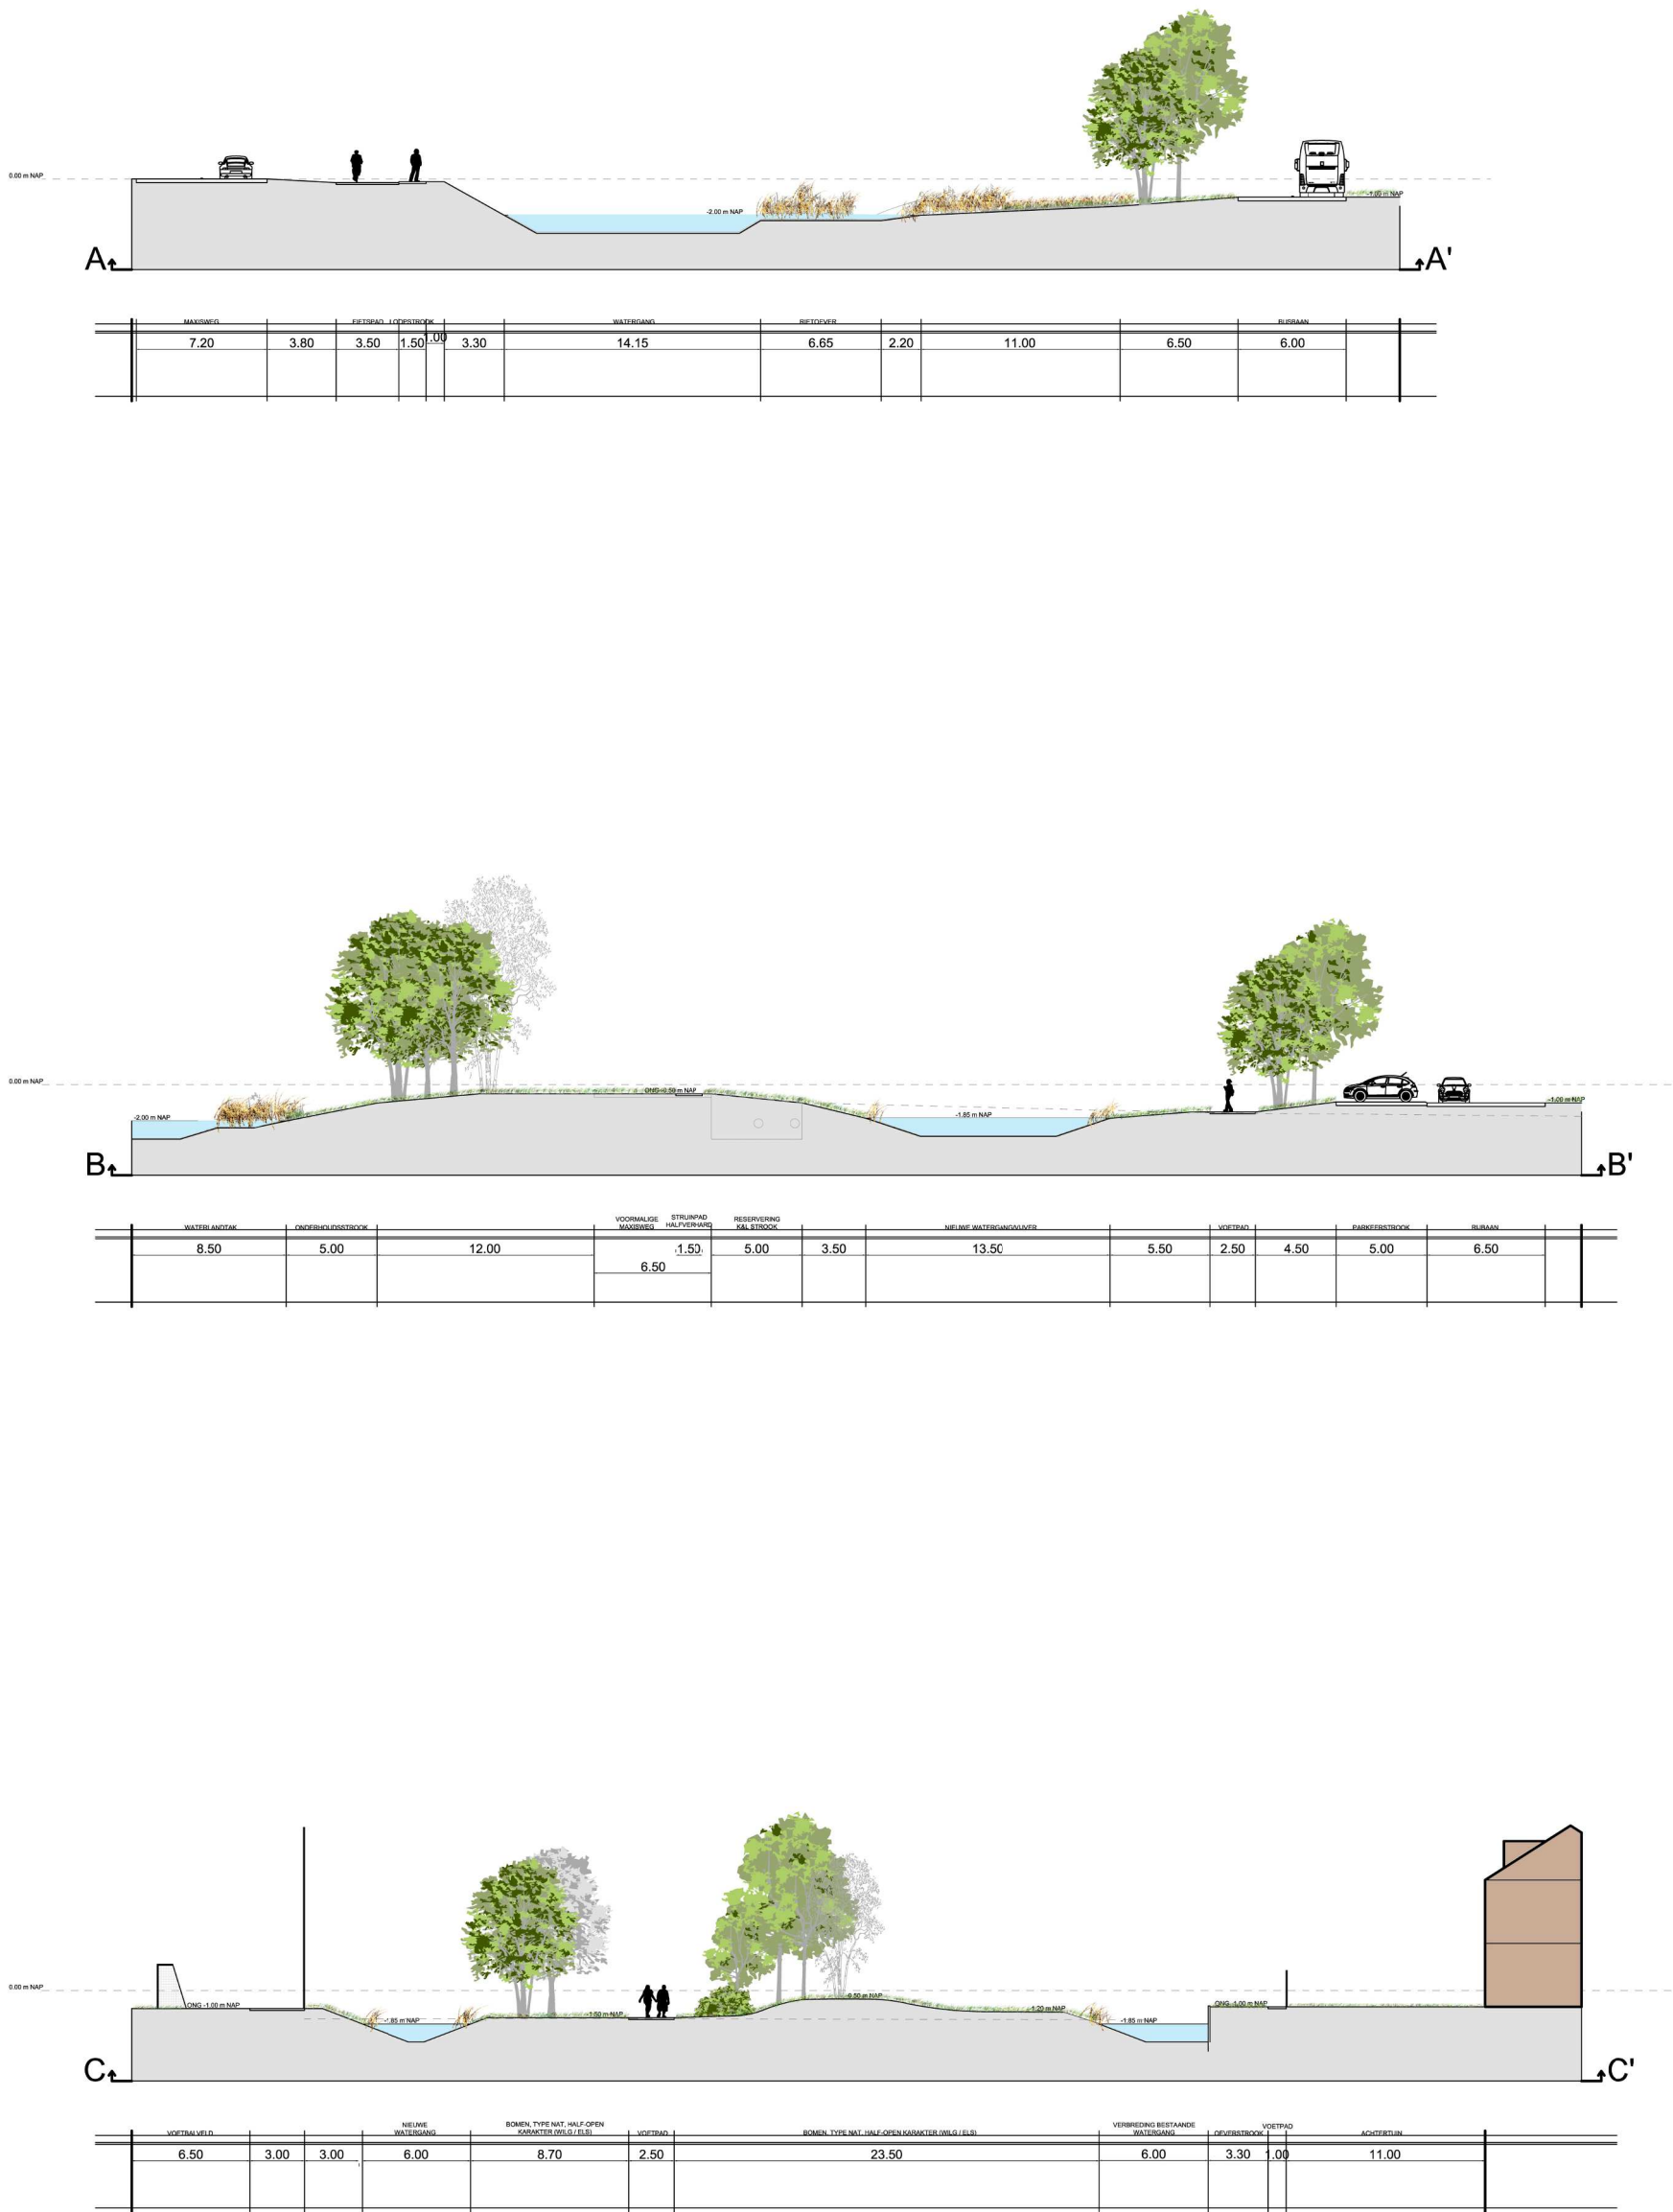 0.00 m NAP
-2.00 m NAP
-1.00 m NAP
A
A'
MAXISWEG FIETSPAD LOOPSTROOK WATERGANG RIETOEVER BUSBAAN
7.20 3.80 3.50 1.50 1.00 3.30 14.15 6.65 2.20 11.00 6.50 6.00
0.00 m NAP
ONG -0.50 m NAP
-2.00 m NAP
-1.85 m NAP
-1.00 m NAP
B
B'
VOORMALIGE STRUINPAD RESERVERING
WATERLANDTAK ONDERHOUDSSTROOK MAXISWEG HALFVERHARD K&L STROOK NIEUWE WATERGANG/VIJVER VOETPAD PARKEERSTROOK RIJBAAN
8.50 5.00 12.00 1.50 5.00 3.50 13.50 5.50 2.50 4.50 5.00 6.50
6.50
0.00 m NAP
ONG -1.00 m NAP
-1.85 m NAP
-1.50 m NAP
-0.50 m NAP
-1.20 m NAP
-1.85 m NAP
ONG -1.00 m NAP
C
C'
NIEUWE BOMEN, TYPE NAT, HALF-OPEN VERBREDING BESTAANDE VOETPAD
VOETBALVELD WATERGANG KARAKTER (WILG / ELS) VOETPAD BOMEN, TYPE NAT, HALF-OPEN KARAKTER (WILG / ELS) WATERGANG OEVERSTROOK ACHTERTUIN
6.50 3.00 3.00 6.00 8.70 2.50 23.50 6.00 3.30 1.00 11.00